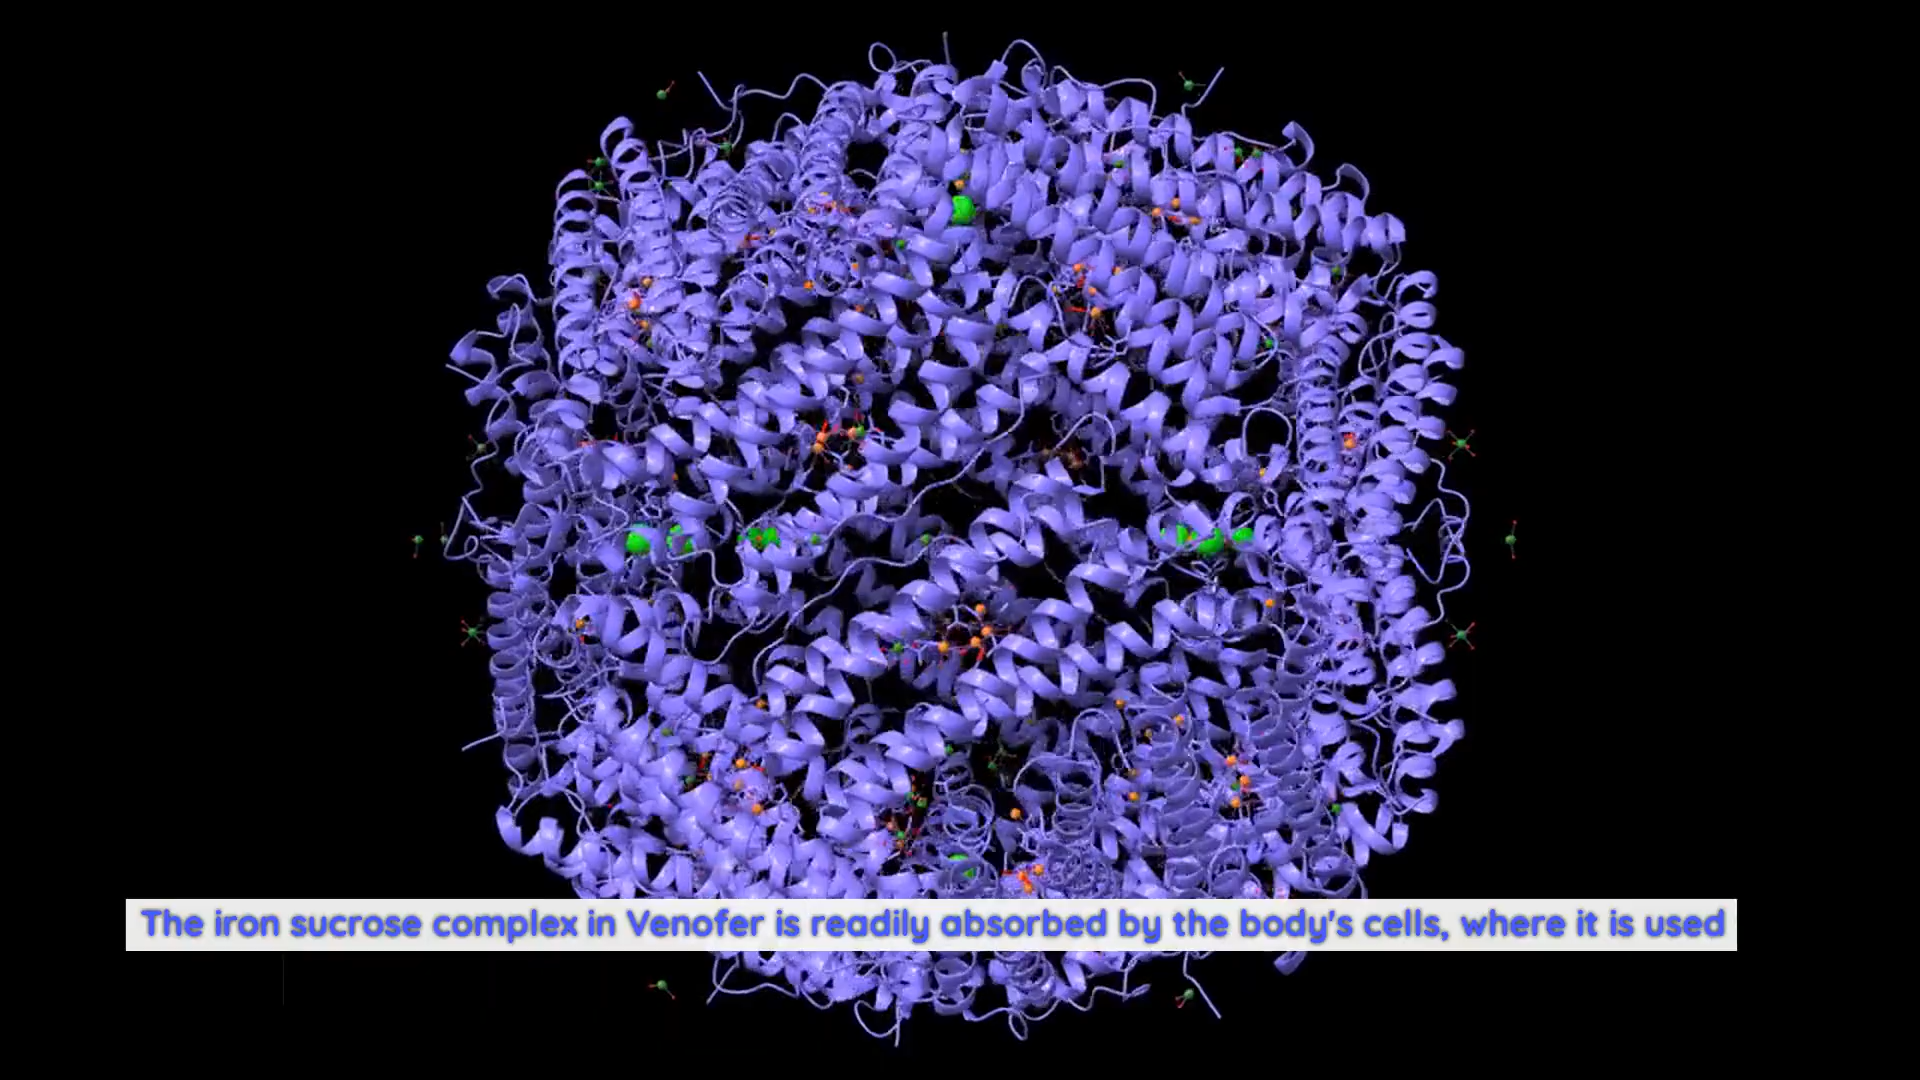 The iron sucrose complex in Venofer is readily absorbed by the body's cells, where it is used